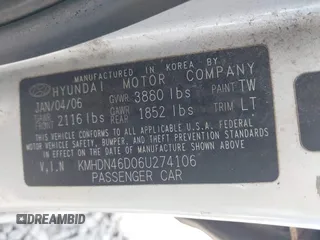 MANUFACTURED IN KOREA BY
HYUNDAI MOTOR COMPANY
JAN/04/06 GVWR 3860 lbs PAINT TW
GAWR FRONT 2116 lbs GAWR REAR 1852 lbs TRIM LT
THIS VEHICLE CONFORMS TO ALL APPLICABLE U.S.A. FEDERAL
MOTOR VEHICLE SAFETY, BUMPER, AND THEFT PREVENTION
STANDARDS IN EFFECT ON THE DATE OF MANUFACTURE
SHOWN ABOVE.
V.I.N KMHDN46D06U274106
PASSENGER CAR